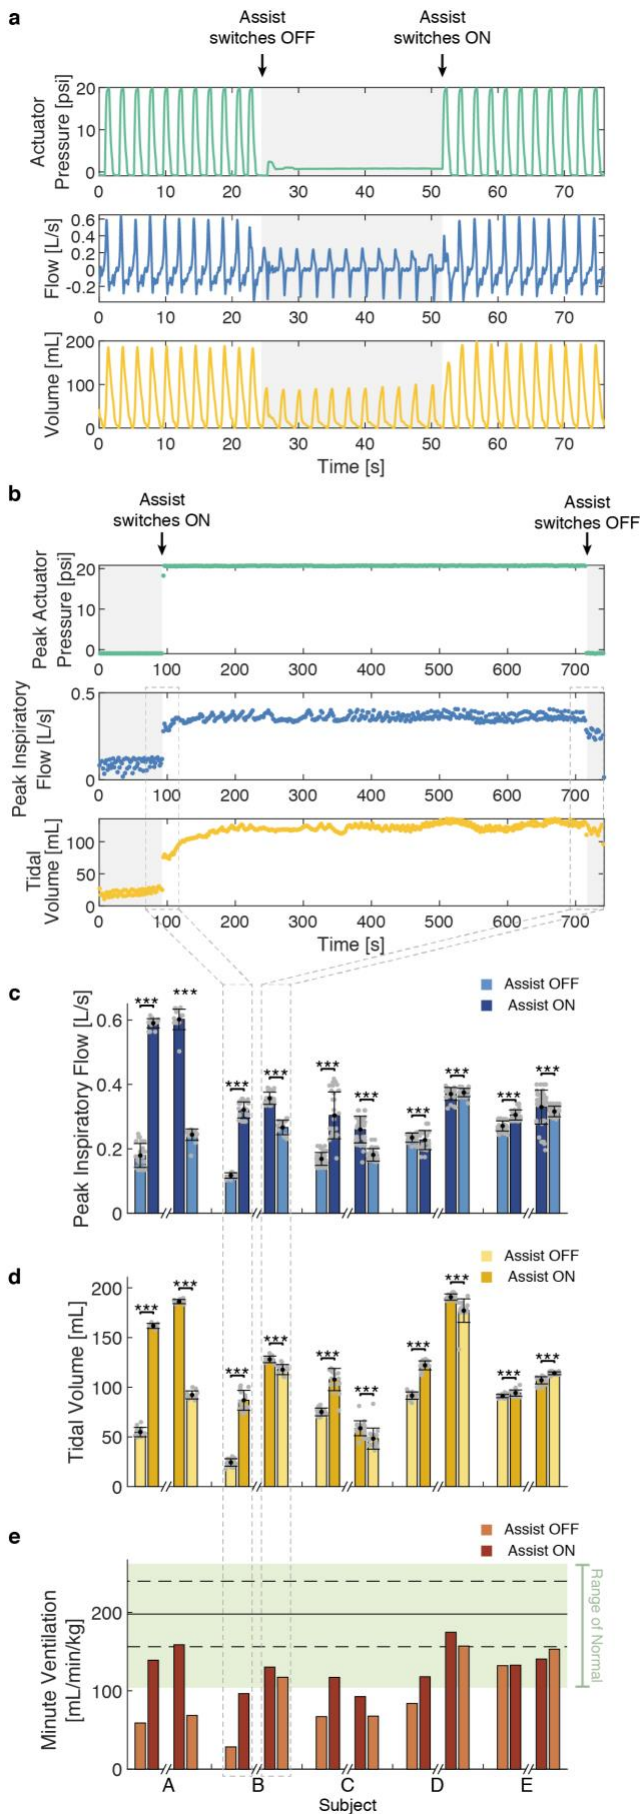 a
Assist
switches OFF
Assist
switches ON
Actuator
Pressure [psi]
20
10
0
0 10 20 30 40 50 60 70
Flow [L/s]
0.6
0.4
0.2
0
-0.2
0 10 20 30 40 50 60 70
Volume [mL]
200
100
0
0 10 20 30 40 50 60 70
Time [s]
b
Assist
switches ON
Assist
switches OFF
Peak Actuator
Pressure [psi]
20
10
0
0 100 200 300 400 500 600 700
Peak Inspiratory
Flow [L/s]
0.5
0
0 100 200 300 400 500 600 700
Tidal
Volume [mL]
100
50
0
0 100 200 300 400 500 600 700
Time [s]
c
Assist OFF
Assist ON
Peak Inspiratory Flow [L/s]
0.6
0.4
0.2
0
*** *** *** *** *** *** *** *** *** ***
d
Assist OFF
Assist ON
Tidal Volume [mL]
200
150
100
50
0
*** *** *** *** *** *** *** *** *** ***
e
Assist OFF
Assist ON
Minute Ventilation
[mL/min/kg]
200
100
0
Range of Normal
A B C D E
Subject